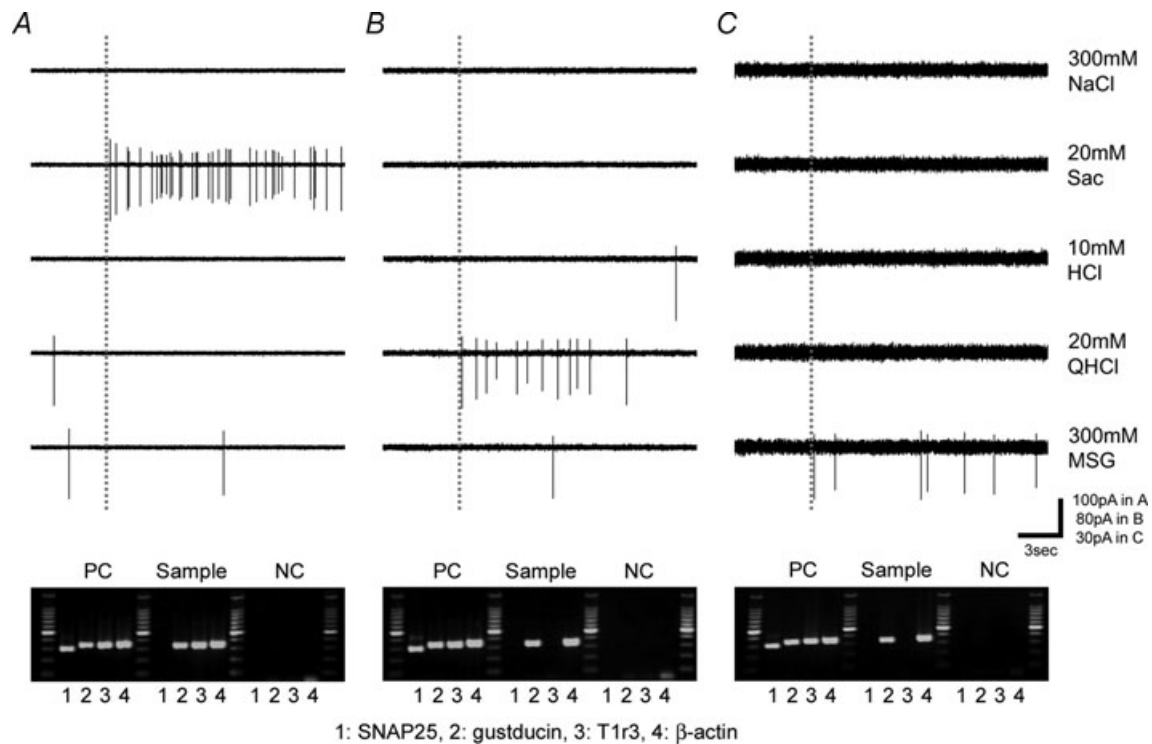 A B C
300mM
NaCl
20mM
Sac
10mM
HCl
20mM
QHCl
300mM
MSG
100pA in A
80pA in B
30pA in C
3sec
PC Sample NC PC Sample NC PC Sample NC
1 2 3 4 1 2 3 4 1 2 3 4 1 2 3 4 1 2 3 4 1 2 3 4 1 2 3 4 1 2 3 4 1 2 3 4
1: SNAP25, 2: gustducin, 3: T1r3, 4: β-actin